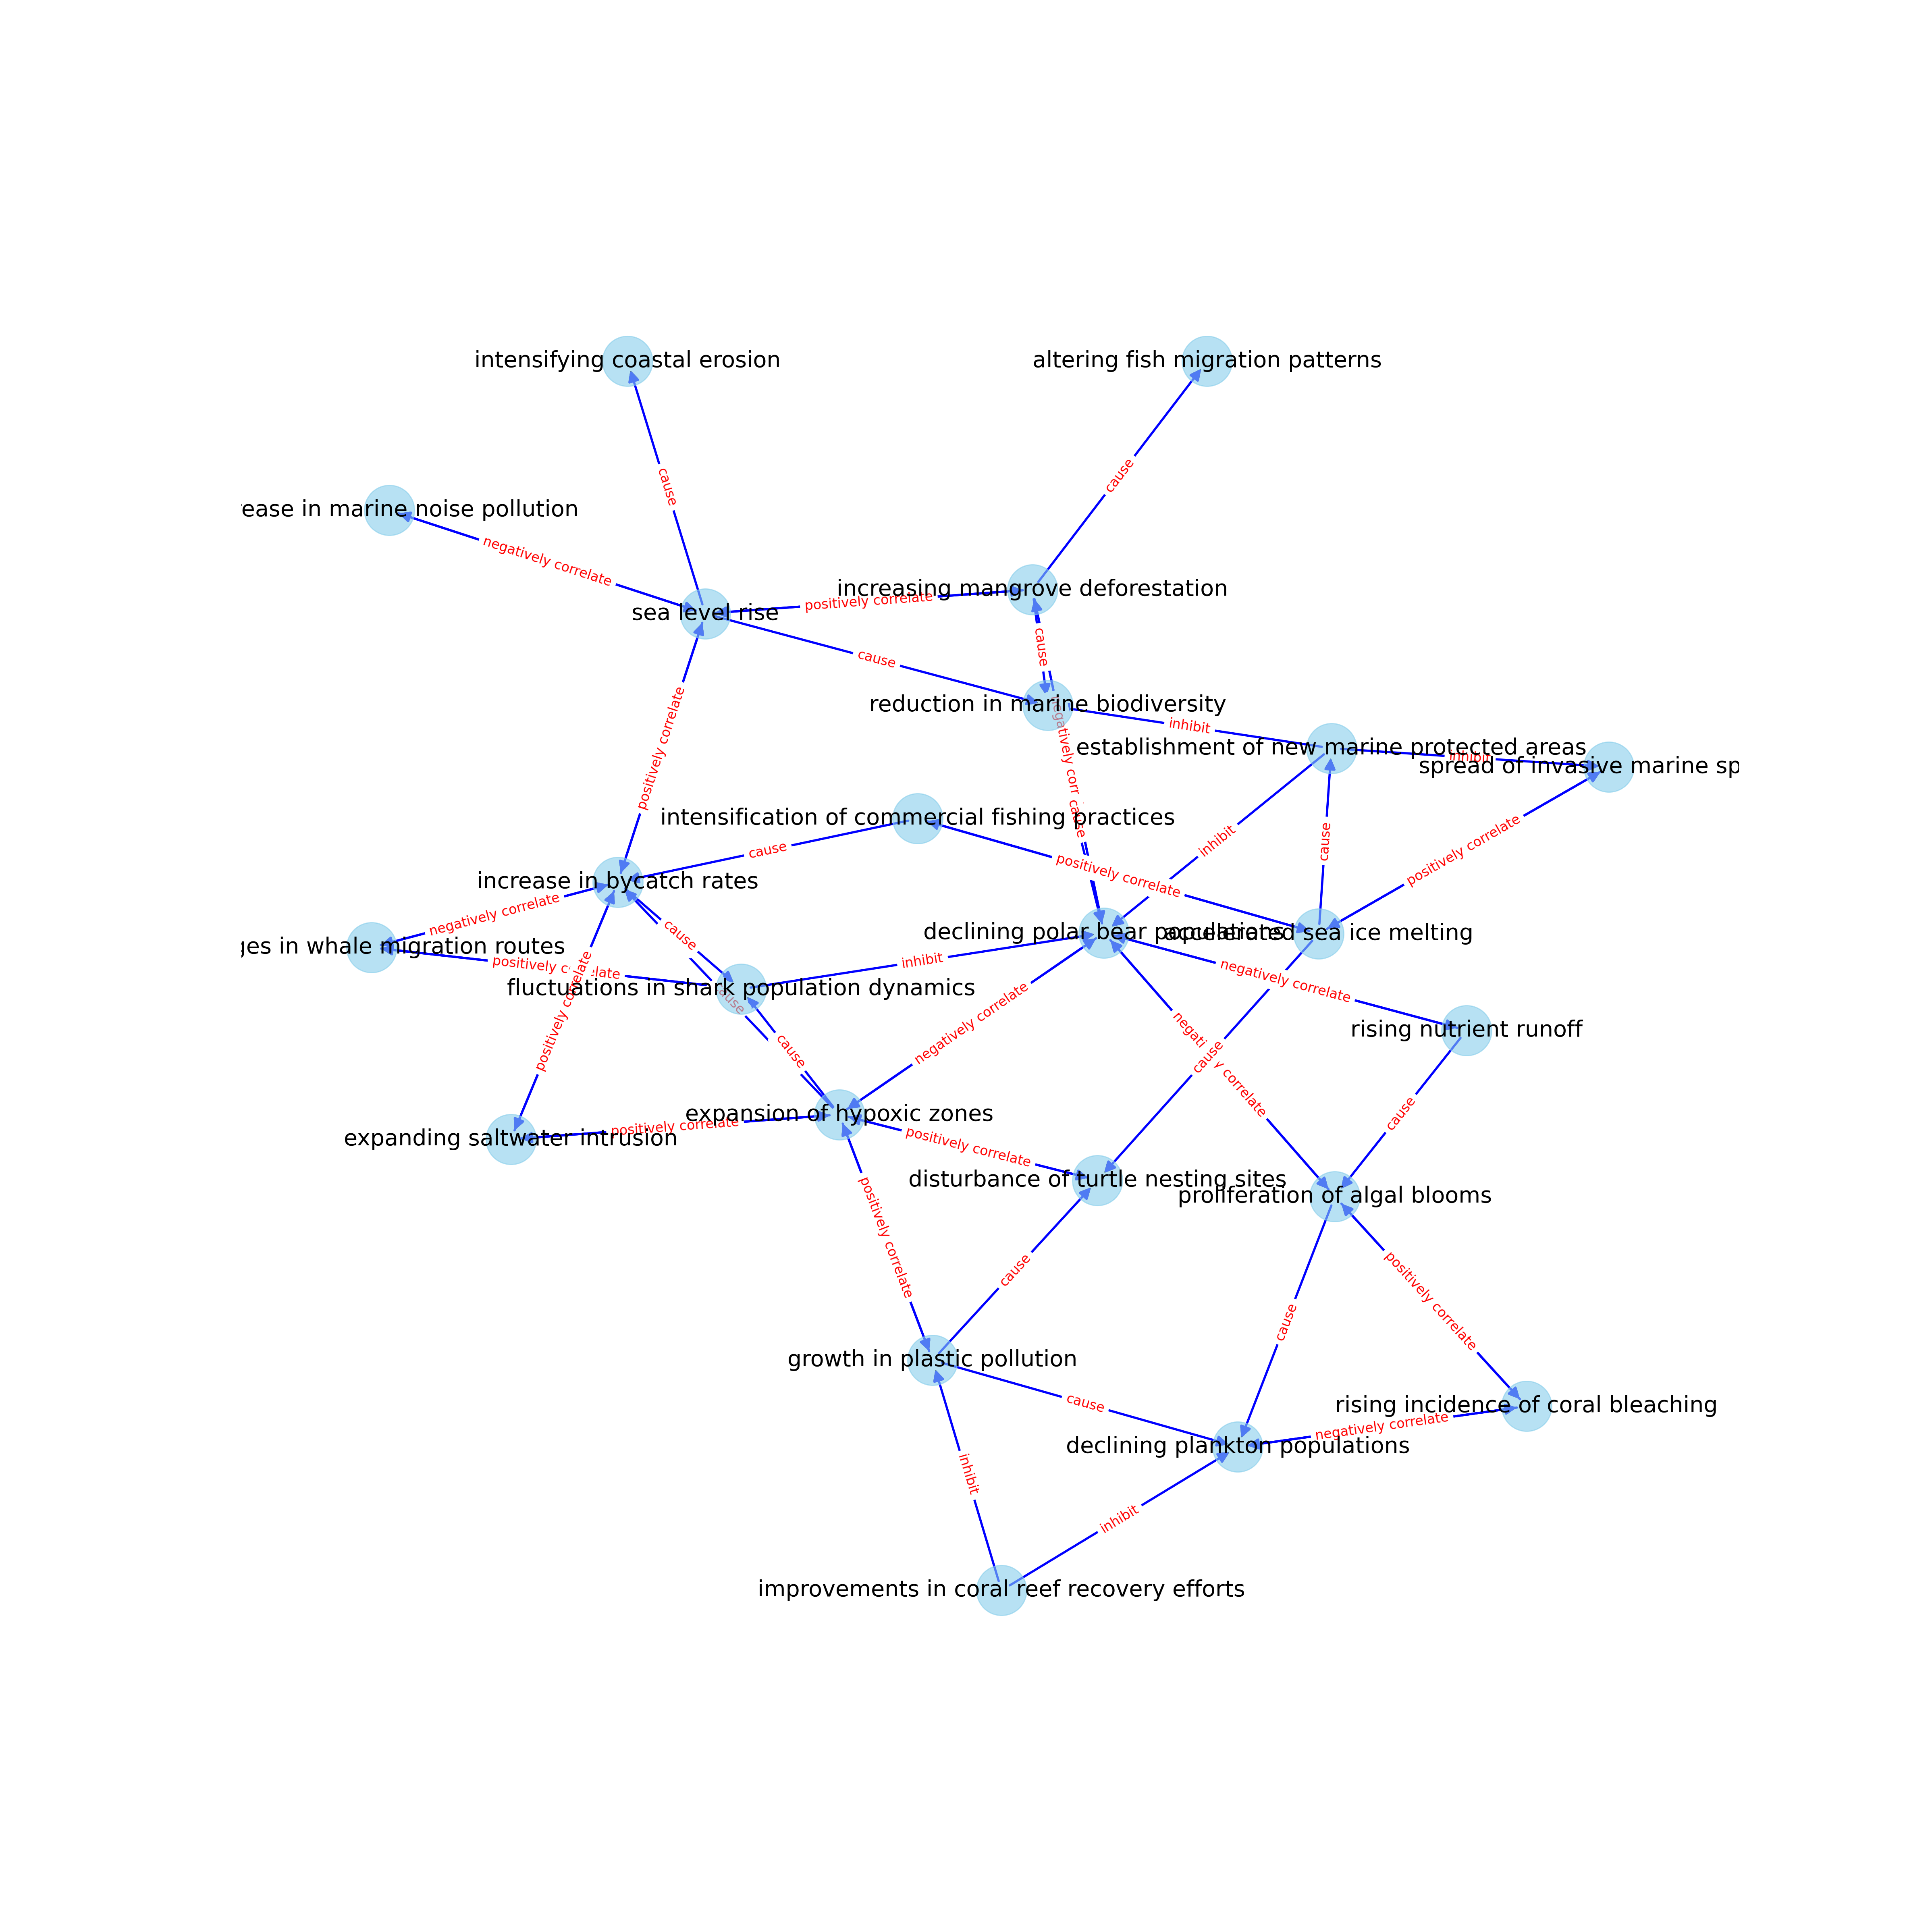 intensifying coastal erosion
altering fish migration patterns
cause
cause
ease in marine noise pollution
negatively correlate
increasing mangrove deforestation
positively correlate
sea level rise
cause
cause
reduction in marine biodiversity
inhibit
positively correlate
establishment of new marine protected areas
inhibit
spread of invasive marine sp
intensification of commercial fishing practices
cause
cause
inhibit
cause
positively correlate
positively correlate
increase in bycatch rates
negatively correlate
cause
declining polar bear populations
accelerated sea ice melting
ges in whale migration routes
positively correlate
inhibit
negatively correlate
fluctuations in shark population dynamics
positively correlate
negatively correlate
cause
rising nutrient runoff
cause
correlate
expansion of hypoxic zones
positively correlate
cause
expanding saltwater intrusion
positively correlate
disturbance of turtle nesting sites
proliferation of algal blooms
positively correlate
cause
cause
positively correlate
growth in plastic pollution
cause
rising incidence of coral bleaching
negatively correlate
declining plankton populations
inhibit
inhibit
improvements in coral reef recovery efforts